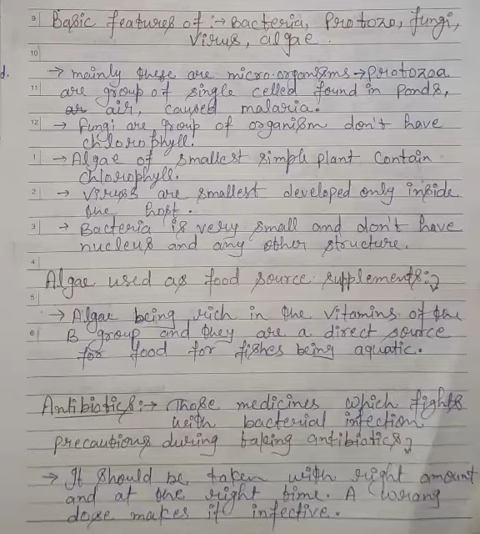 Basic features of :→ Bacteria, Protozo, fungi,
Virus, algae.
→ mainly these are micro-organisms → Protozoa
are group of single celled found in Ponds,
or air, caused malaria.
→ Fungi are group of organism don't have
chlorophyll.
→ Algae of smallest simple plant contain
chlorophyll.
→ Viruses are smallest developed only inside
the host.
→ Bacteria is very small and don't have
nucleus and any other structure.
Algae used as food source supplements:→
→ Algae being rich in the vitamins of the
B group and they are a direct source
for food for fishes being aquatic.
Antibiotics:→ Those medicines which fights
with bacterial infection
precautions during taking antibiotics→
→ It should be taken with right amount
and at the right time. A wrong
dose makes it infective.